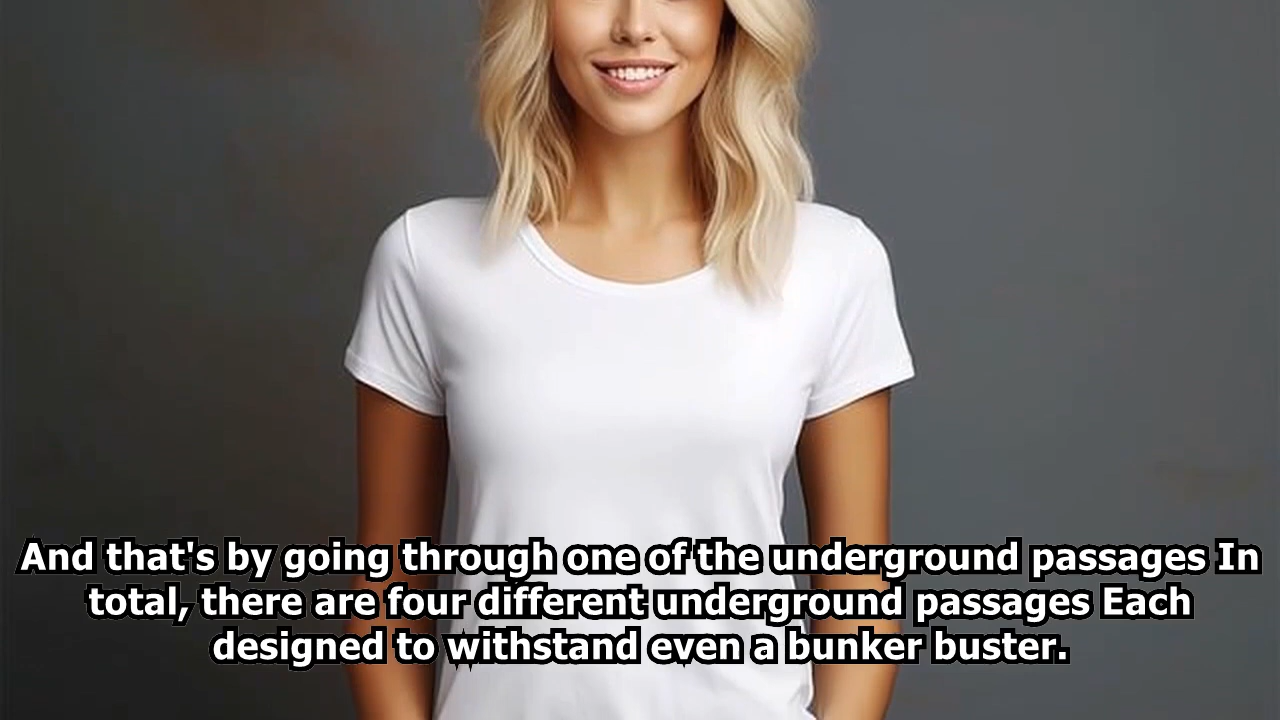 And that's by going through one of the underground passages In
total, there are four different underground passages Each
designed to withstand even a bunker buster.